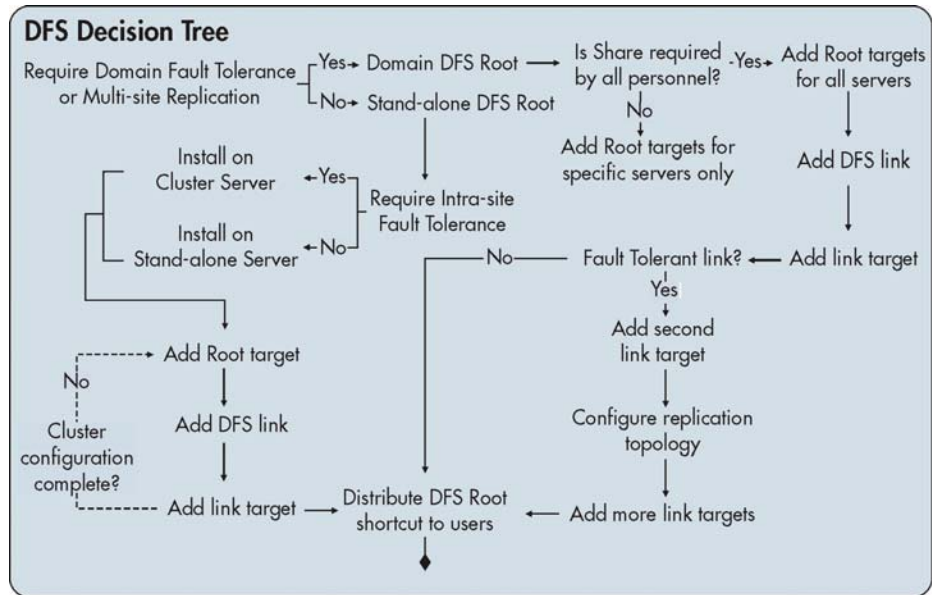 DFS Decision Tree
Require Domain Fault Tolerance
or Multi-site Replication
Yes
Domain DFS Root
Is Share required
by all personnel?
Yes
Add Root targets
for all servers
No
Stand-alone DFS Root
No
Add Root targets for
specific servers only
Add DFS link
Install on
Cluster Server
Yes
Require Intra-site
Fault Tolerance
Install on
Stand-alone Server
No
No
Fault Tolerant link?
Add link target
Yes
Add second
link target
Add Root target
No
Configure replication
topology
Add DFS link
Cluster
configuration
complete?
Add link target
Distribute DFS Root
shortcut to users
Add more link targets